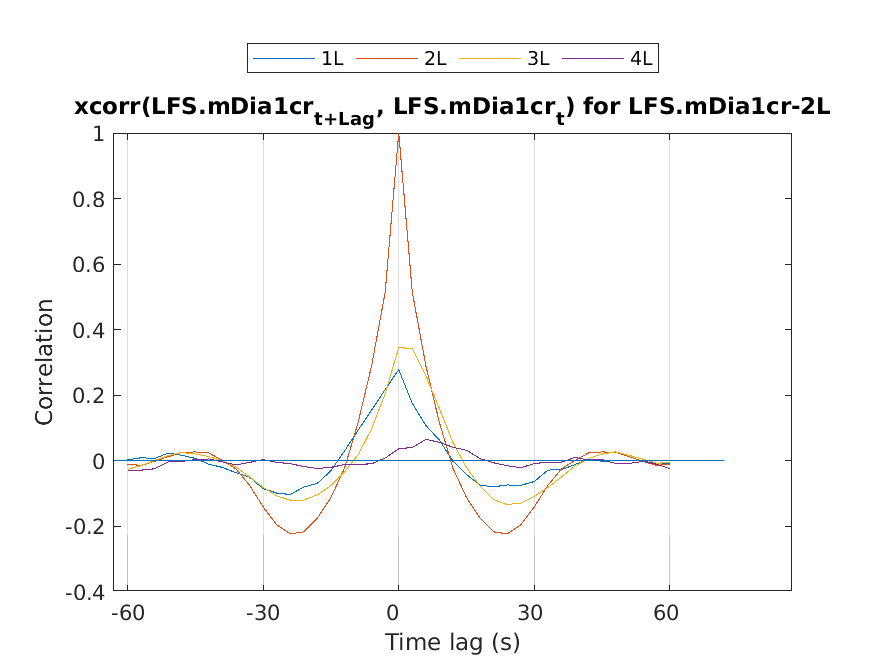 1L 2L 3L 4L
xcorr(LFS.mDia1cr_{t+Lag}, LFS.mDia1cr_t) for LFS.mDia1cr-2L
1
0.8
0.6
0.4
0.2
0
-0.2
-0.4
Correlation
-60 -30 0 30 60
Time lag (s)